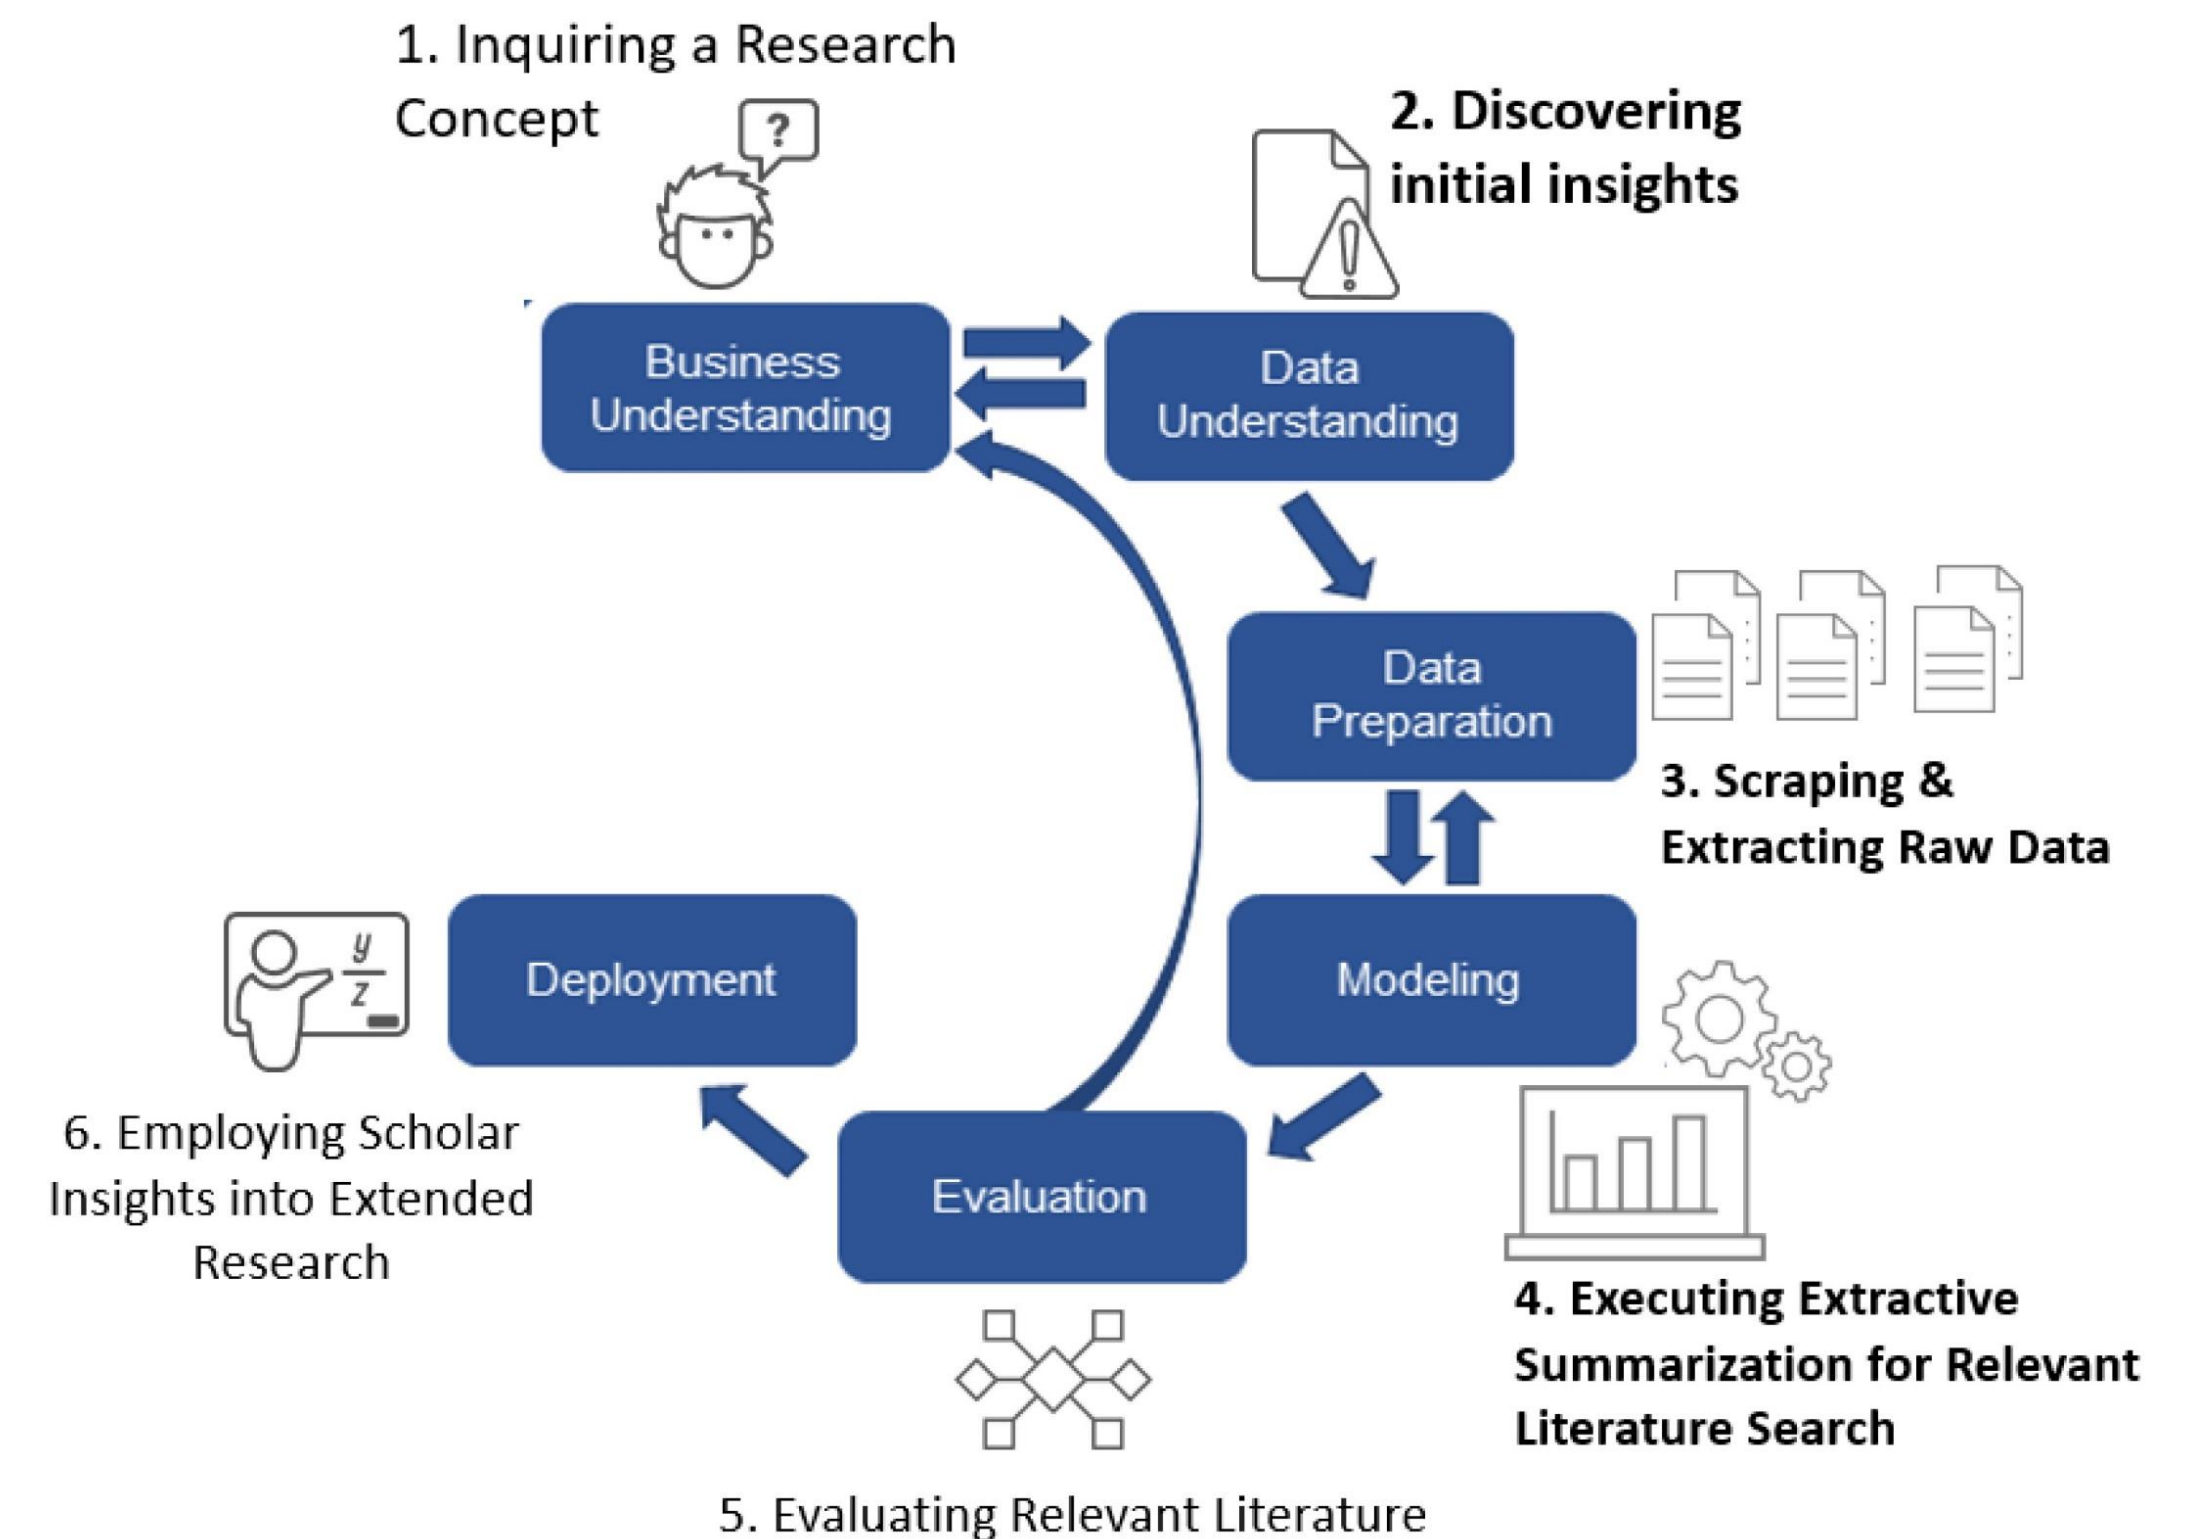 1. Inquiring a Research
Concept
?
2. Discovering
initial insights
Business
Understanding
Data
Understanding
Data
Preparation
3. Scraping &
Extracting Raw Data
Modeling
Deployment
y
z
6. Employing Scholar
Insights into Extended
Research
Evaluation
4. Executing Extractive
Summarization for Relevant
Literature Search
5. Evaluating Relevant Literature